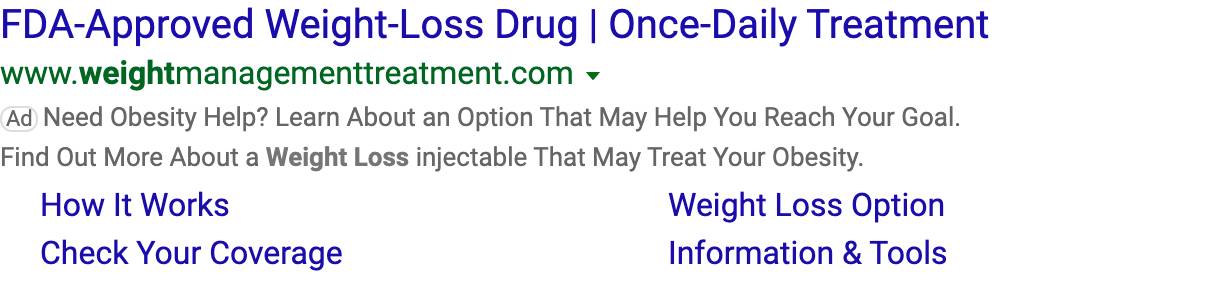 FDA-Approved Weight-Loss Drug | Once-Daily Treatment
www.weightmanagementtreatment.com
Ad Need Obesity Help? Learn About an Option That May Help You Reach Your Goal.
Find Out More About a Weight Loss injectable That May Treat Your Obesity.
How It Works Weight Loss Option
Check Your Coverage Information & Tools